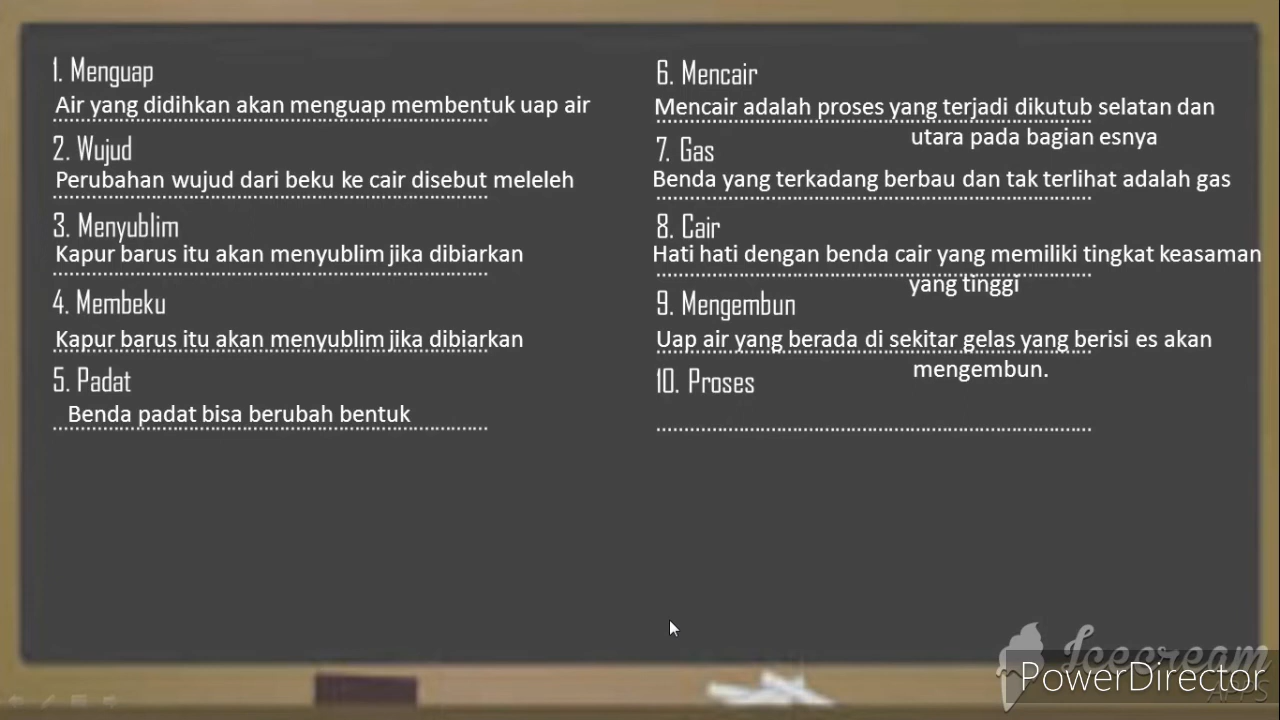 1. Menguap
Air yang didihkan akan menguap membentuk uap air
2. Wujud
Perubahan wujud dari beku ke cair disebut meleleh
3. Menyublim
Kapur barus itu akan menyublim jika dibiarkan
4. Membeku
Kapur barus itu akan menyublim jika dibiarkan
5. Padat
Benda padat bisa berubah bentuk
6. Mencair
Mencair adalah proses yang terjadi dikutub selatan dan
utara pada bagian esnya
7. Gas
Benda yang terkadang berbau dan tak terlihat adalah gas
8. Cair
Hati hati dengan benda cair yang memiliki tingkat keasaman
yang tinggi
9. Mengembun
Uap air yang berada di sekitar gelas yang berisi es akan
mengembun.
10. Proses
Icecream
APPS
PowerDirector